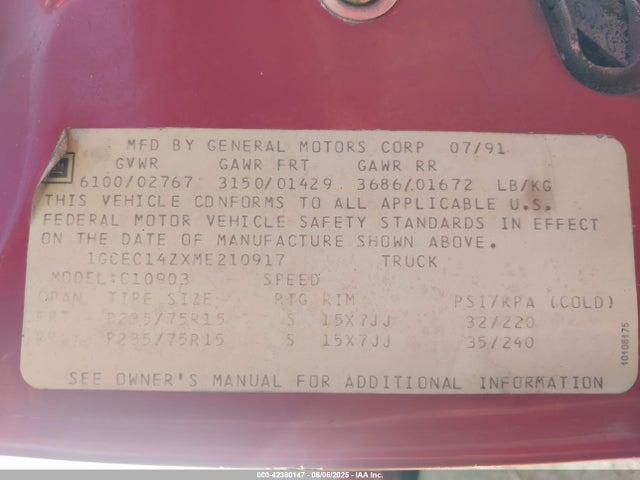 MFD BY GENERAL MOTORS CORP 07/91
GVWR GAWR FRT GAWR RR
6100/02767 3150/01429 3686/01672 LB/KG
THIS VEHICLE CONFORMS TO ALL APPLICABLE U.S.
FEDERAL MOTOR VEHICLE SAFETY STANDARDS IN EFFECT
ON THE DATE OF MANUFACTURE SHOWN ABOVE.
1GCEC14ZXME210917 TRUCK
MODEL:C10903 SPEED
TIRE SIZE RTG RIM PSI/KPA (COLD)
FRT P235/75R15 S 15X7JJ 32/220
P235/75R15 S 15X7JJ 35/240
SEE OWNER'S MANUAL FOR ADDITIONAL INFORMATION
10108175
000-42380147 - 06/06/2025 - IAA Inc.